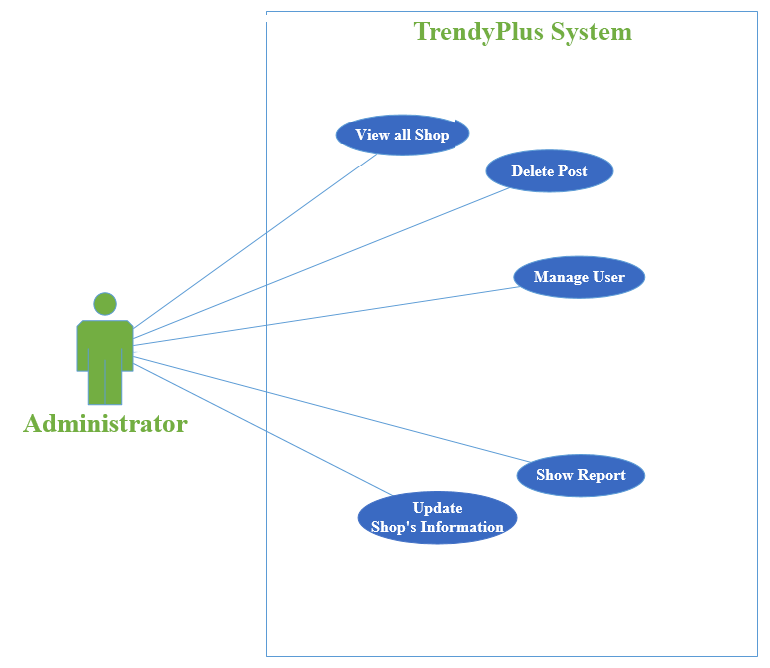 TrendyPlus System
View all Shop
Delete Post
Manage User
Administrator
Show Report
Update
Shop's Information